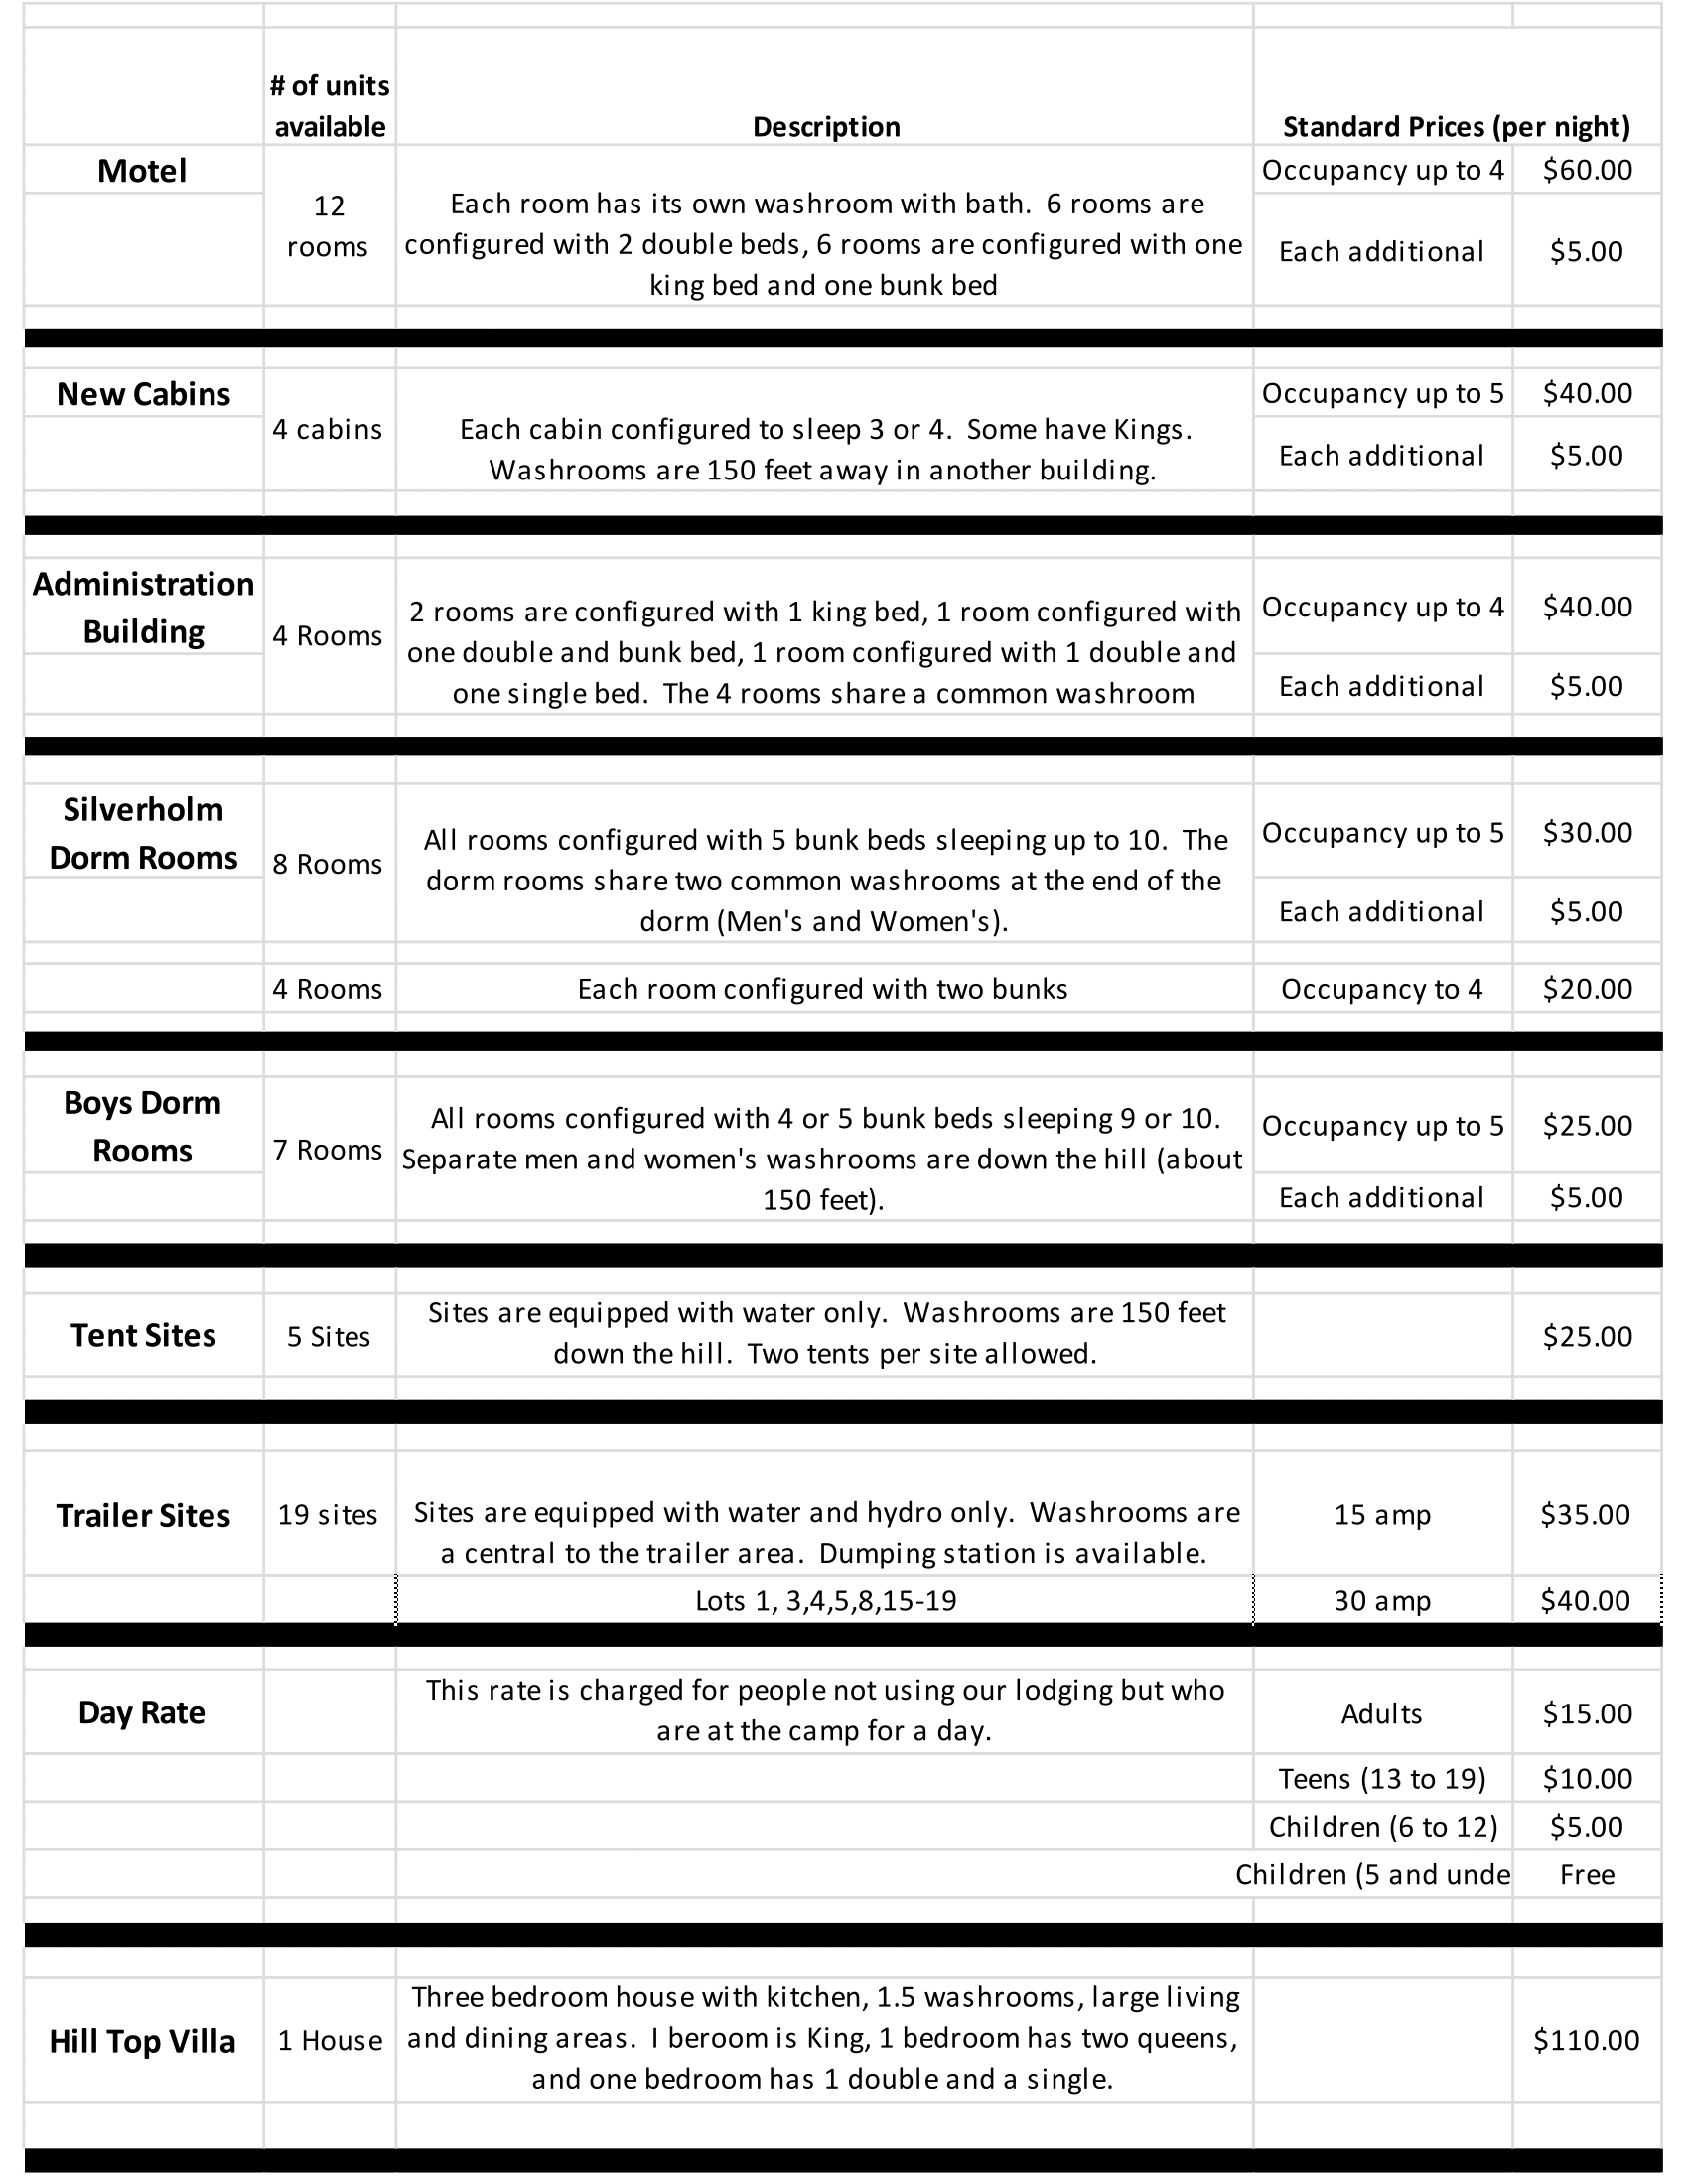 # of units
available
Description
Standard Prices (per night)
Motel
12
rooms
Each room has its own washroom with bath.  6 rooms are
configured with 2 double beds, 6 rooms are configured with one
king bed and one bunk bed
Occupancy up to 4
$60.00
Each additional
$5.00
New Cabins
4 cabins
Each cabin configured to sleep 3 or 4.  Some have Kings.
Washrooms are 150 feet away in another building.
Occupancy up to 5
$40.00
Each additional
$5.00
Administration
Building
4 Rooms
2 rooms are configured with 1 king bed, 1 room configured with
one double and bunk bed, 1 room configured with 1 double and
one single bed.  The 4 rooms share a common washroom
Occupancy up to 4
$40.00
Each additional
$5.00
Silverholm
Dorm Rooms
8 Rooms
All rooms configured with 5 bunk beds sleeping up to 10.  The
dorm rooms share two common washrooms at the end of the
dorm (Men's and Women's).
Occupancy up to 5
$30.00
Each additional
$5.00
4 Rooms
Each room configured with two bunks
Occupancy to 4
$20.00
Boys Dorm
Rooms
7 Rooms
All rooms configured with 4 or 5 bunk beds sleeping 9 or 10.
Separate men and women's washrooms are down the hill (about
150 feet).
Occupancy up to 5
$25.00
Each additional
$5.00
Tent Sites
5 Sites
Sites are equipped with water only.  Washrooms are 150 feet
down the hill.  Two tents per site allowed.
$25.00
Trailer Sites
19 sites
Sites are equipped with water and hydro only.  Washrooms are
a central to the trailer area.  Dumping station is available.
15 amp
$35.00
Lots 1, 3,4,5,8,15-19
30 amp
$40.00
Day Rate
This rate is charged for people not using our lodging but who
are at the camp for a day.
Adults
$15.00
Teens (13 to 19)
$10.00
Children (6 to 12)
$5.00
Children (5 and unde
Free
Hill Top Villa
1 House
Three bedroom house with kitchen, 1.5 washrooms, large living
and dining areas.  I beroom is King, 1 bedroom has two queens,
and one bedroom has 1 double and a single.
$110.00